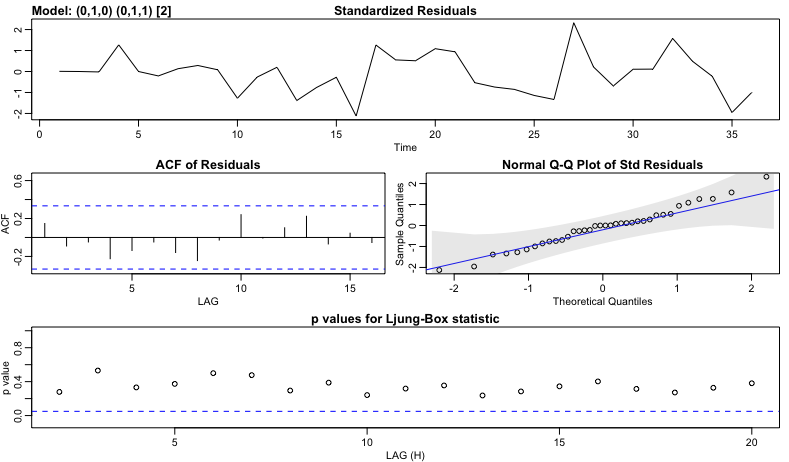 Model: (0,1,0) (0,1,1) [2] Standardized Residuals
2
1
0
-1
-2
0 5 10 15 20 25 30 35
Time
ACF of Residuals
ACF
0.6
0.2
-0.2
5 10 15
LAG
Normal Q-Q Plot of Std Residuals
Sample Quantiles
2
1
0
-1
-2
-2 -1 0 1 2
Theoretical Quantiles
p values for Ljung-Box statistic
p value
0.8
0.4
0.0
5 10 15 20
LAG (H)